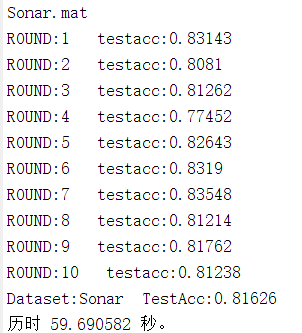 Sonar.mat
ROUND:1   testacc:0.83143
ROUND:2   testacc:0.8081
ROUND:3   testacc:0.81262
ROUND:4   testacc:0.77452
ROUND:5   testacc:0.82643
ROUND:6   testacc:0.8319
ROUND:7   testacc:0.83548
ROUND:8   testacc:0.81214
ROUND:9   testacc:0.81762
ROUND:10   testacc:0.81238
Dataset:Sonar  TestAcc:0.81626
历时 59.690582 秒。